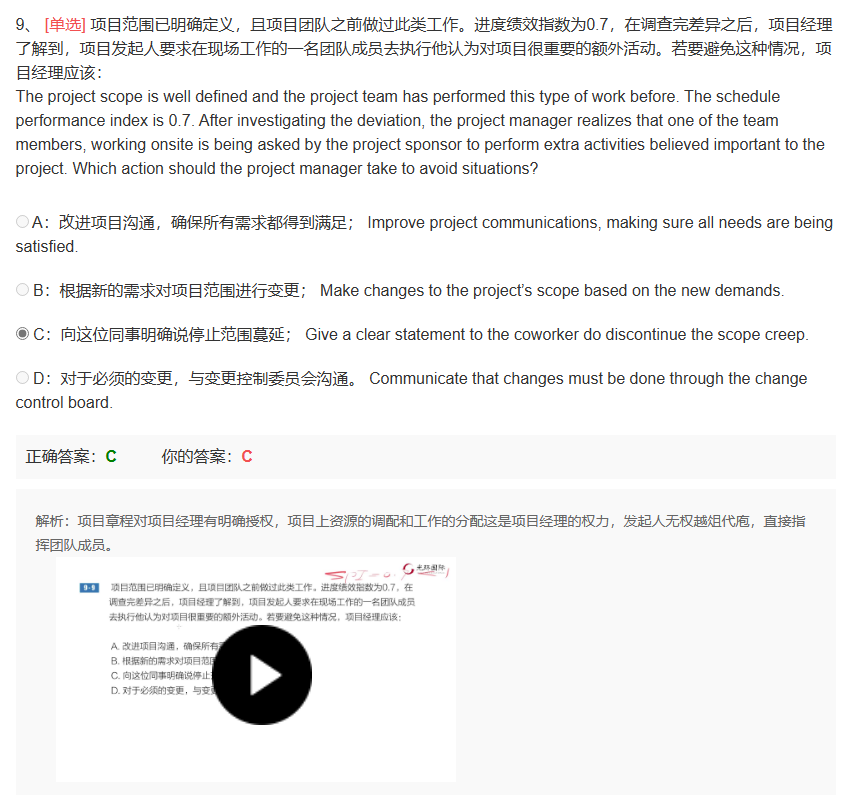 9、 [单选] 项目范围已明确定义，且项目团队之前做过此类工作。进度绩效指数为0.7，在调查完差异之后，项目经理
了解到，项目发起人要求在现场工作的一名团队成员去执行他认为对项目很重要的额外活动。若要避免这种情况，项
目经理应该：
The project scope is well defined and the project team has performed this type of work before. The schedule
performance index is 0.7. After investigating the deviation, the project manager realizes that one of the team
members, working onsite is being asked by the project sponsor to perform extra activities believed important to the
project. Which action should the project manager take to avoid situations?
A：改进项目沟通，确保所有需求都得到满足； Improve project communications, making sure all needs are being
satisfied.
B：根据新的需求对项目范围进行变更； Make changes to the project's scope based on the new demands.
C：向这位同事明确说停止范围蔓延； Give a clear statement to the coworker do discontinue the scope creep.
D：对于必须的变更，与变更控制委员会沟通。 Communicate that changes must be done through the change
control board.
正确答案：C 你的答案：C
解析：项目章程对项目经理有明确授权，项目上资源的调配和工作的分配这是项目经理的权力，发起人无权越俎代庖，直接指
挥团队成员。
光环国际
9-9 项目范围已明确定义，且项目团队之前做过此类工作。进度绩效指数为0.7，在
调查完差异之后，项目经理了解到，项目发起人要求在现场工作的一名团队成员
去执行他认为对项目很重要的额外活动。若要避免这种情况，项目经理应该：
A. 改进项目沟通，确保所有
B. 根据新的需求对项目范
C. 向这位同事明确说停止
D. 对于必须的变更，与变